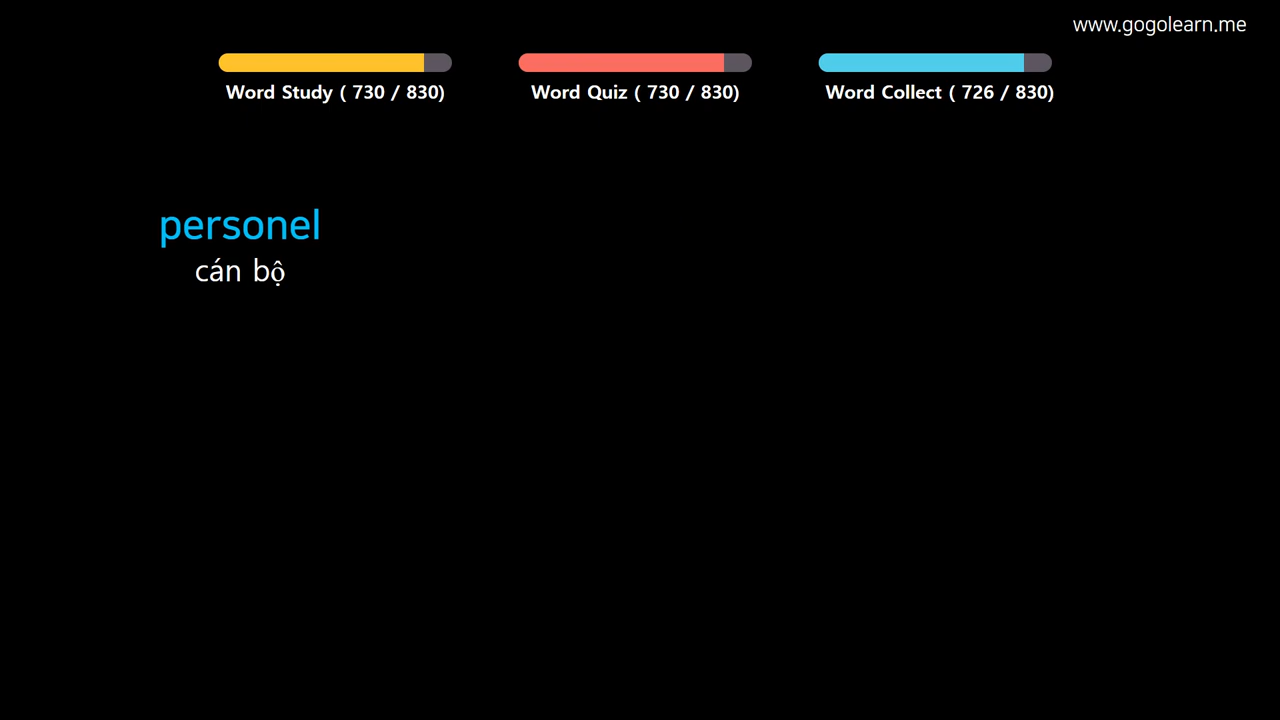 www.gogolearn.me
Word Study ( 730 / 830)
Word Quiz ( 730 / 830)
Word Collect ( 726 / 830)
personel
cán bộ